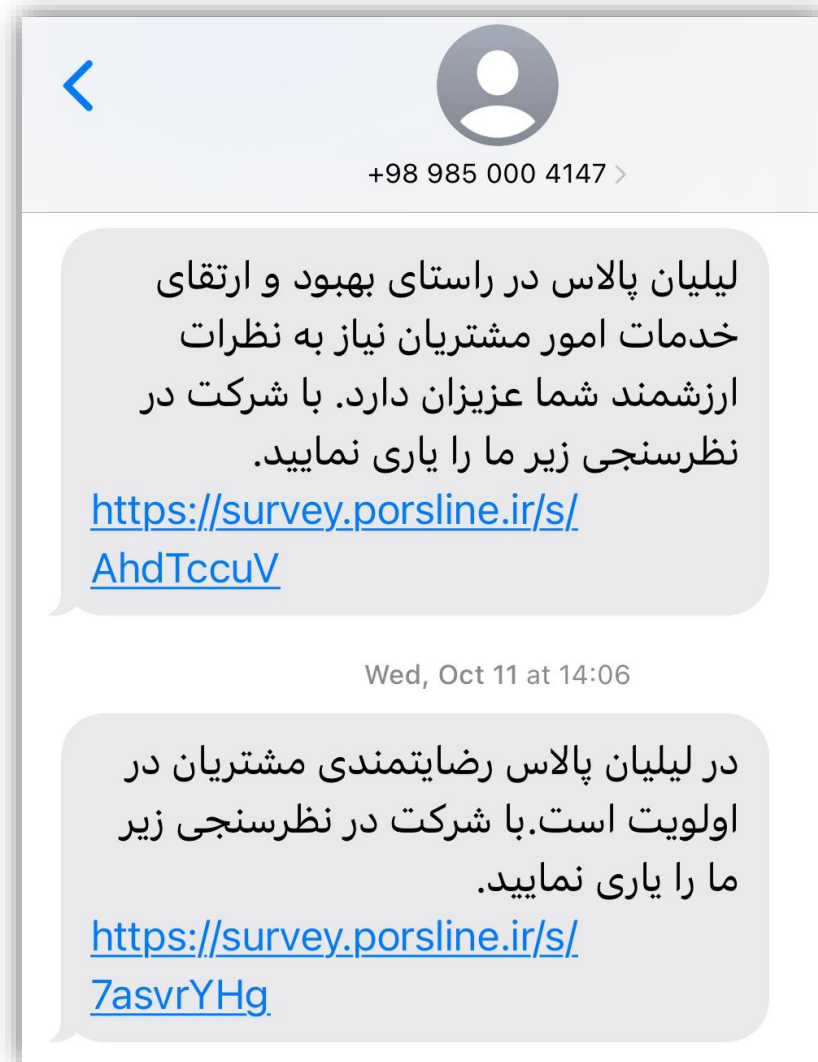 +98 985 000 4147
لیلیان پالاس در راستای بهبود و ارتقای
خدمات امور مشتریان نیاز به نظرات
ارزشمند شما عزیزان دارد. با شرکت در
نظرسنجی زیر ما را یاری نمایید.
https://survey.porsline.ir/s/
AhdTccuV
Wed, Oct 11 at 14:06
در لیلیان پالاس رضایتمندی مشتریان در
اولویت است.با شرکت در نظرسنجی زیر
ما را یاری نمایید.
https://survey.porsline.ir/s/
7asvrYHg